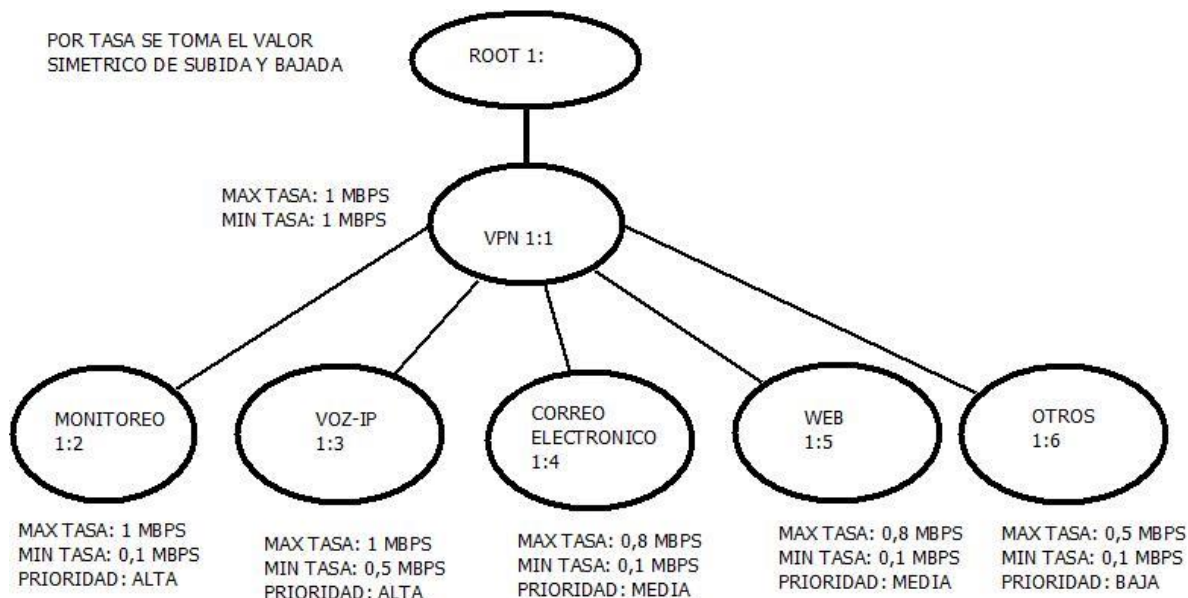 POR TASA SE TOMA EL VALOR
SIMETRICO DE SUBIDA Y BAJADA
ROOT 1:
MAX TASA: 1 MBPS
MIN TASA: 1 MBPS
VPN 1:1
MONITOREO
1:2
VOZ-IP
1:3
CORREO
ELECTRONICO
1:4
WEB
1:5
OTROS
1:6
MAX TASA: 1 MBPS
MIN TASA: 0,1 MBPS
PRIORIDAD: ALTA
MAX TASA: 1 MBPS
MIN TASA: 0,5 MBPS
PRIORIDAD: ALTA
MAX TASA: 0,8 MBPS
MIN TASA: 0,1 MBPS
PRIORIDAD: MEDIA
MAX TASA: 0,8 MBPS
MIN TASA: 0,1 MBPS
PRIORIDAD: MEDIA
MAX TASA: 0,5 MBPS
MIN TASA: 0,1 MBPS
PRIORIDAD: BAJA